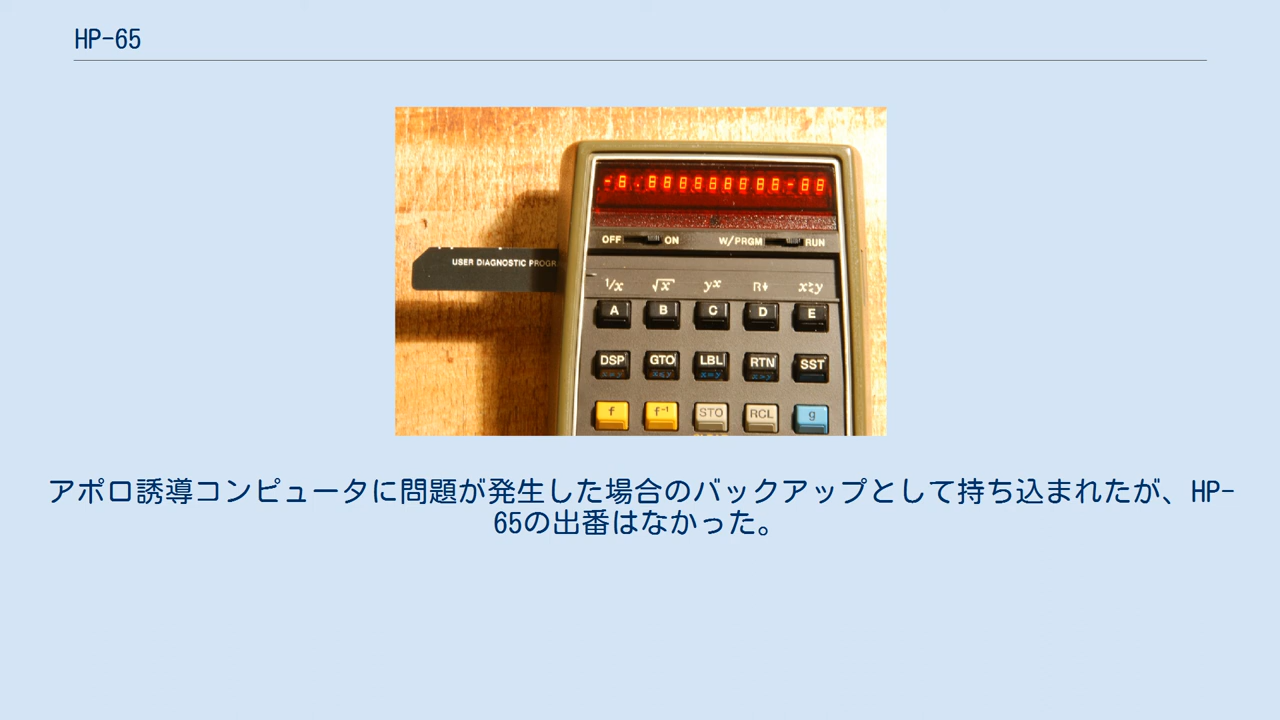 HP-65
-8.8888888888-88
OFF ON W/PRGM RUN
USER DIAGNOSTIC PROGR
1/x √x yx R↓ x⇄y
A B C D E
DSP GTO LBL RTN SST
f f-1 STO RCL g
アポロ誘導コンピュータに問題が発生した場合のバックアップとして持ち込まれたが、HP-
65の出番はなかった。